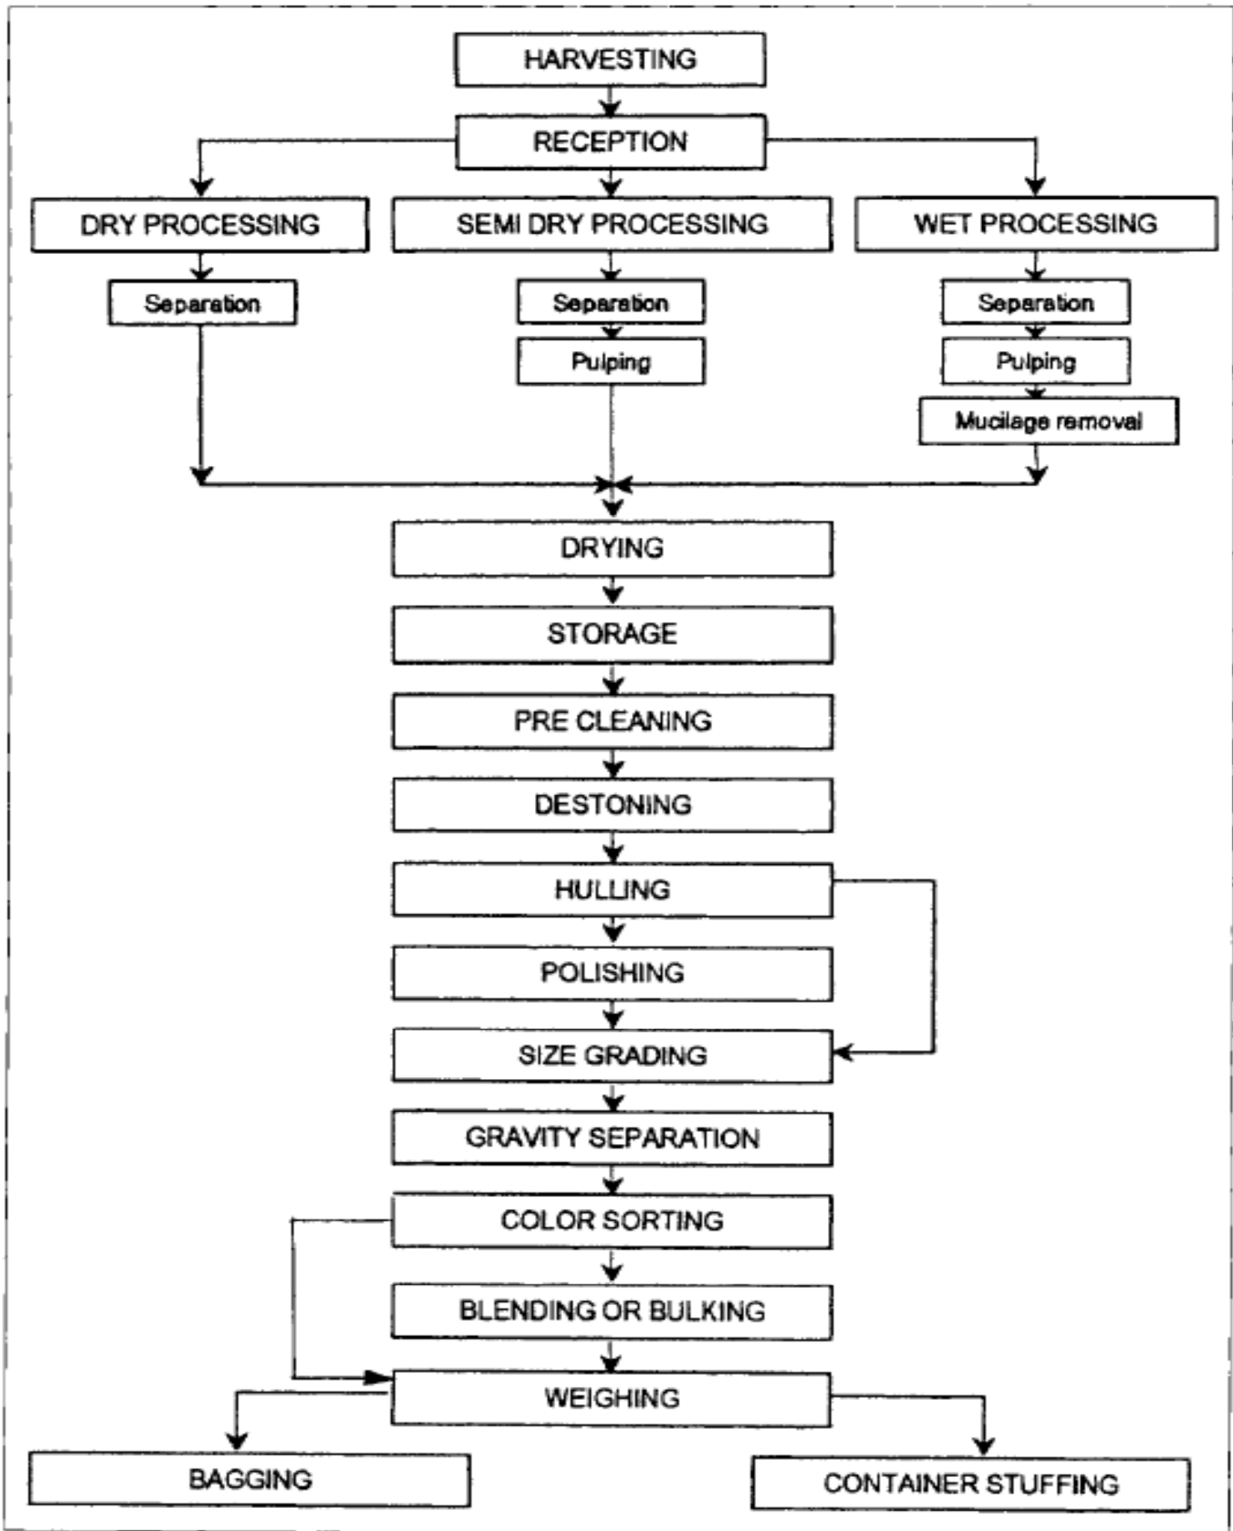 HARVESTING
RECEPTION
DRY PROCESSING
SEMI DRY PROCESSING
WET PROCESSING
Separation
Separation
Separation
Pulping
Pulping
Mucilage removal
DRYING
STORAGE
PRE CLEANING
DESTONING
HULLING
POLISHING
SIZE GRADING
GRAVITY SEPARATION
COLOR SORTING
BLENDING OR BULKING
WEIGHING
BAGGING
CONTAINER STUFFING